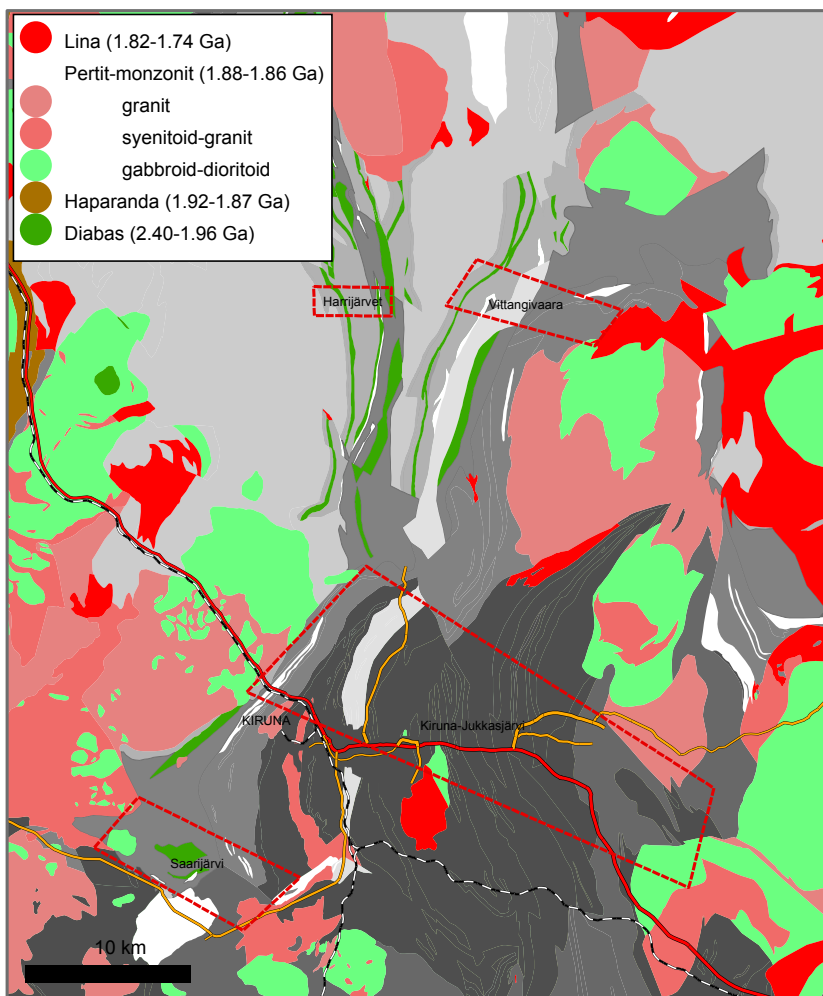 Lina (1.82-1.74 Ga)
Pertit-monzonit (1.88-1.86 Ga)
granit
syenitoid-granit
gabbroid-dioritoid
Haparanda (1.92-1.87 Ga)
Diabas (2.40-1.96 Ga)
Harrijärvet
Vittangivaara
KIRUNA
Kiruna-Jukkasjärvi
Saarijärvi
10 km